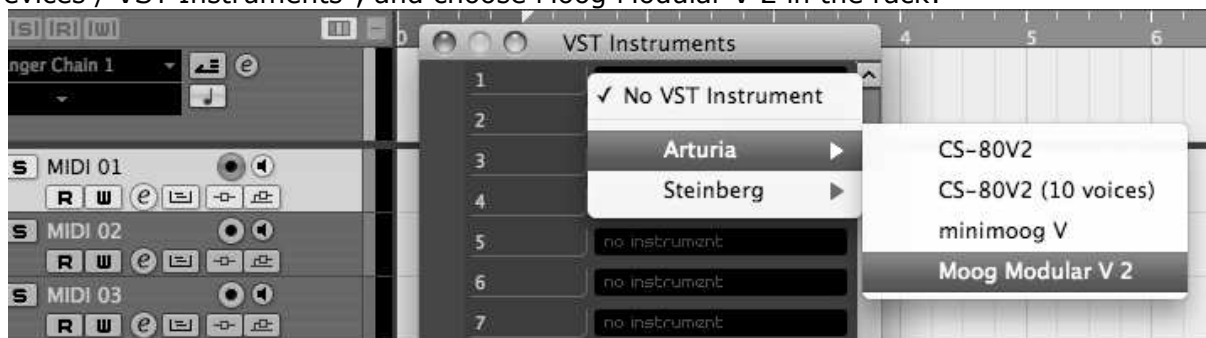 evices / VST Instruments", and choose Moog Modular V 2 in the rack.
S R W
0 4 5 6
VST Instruments
nger Chain 1 e
1
✓ No VST Instrument
2
Arturia
CS-80V2
S MIDI 01
3
R W e
Steinberg
CS-80V2 (10 voices)
4
S MIDI 02
minimoog V
5 no instrument
R W e
Moog Modular V 2
6 no instrument
S MIDI 03
7 no instrument
R W e